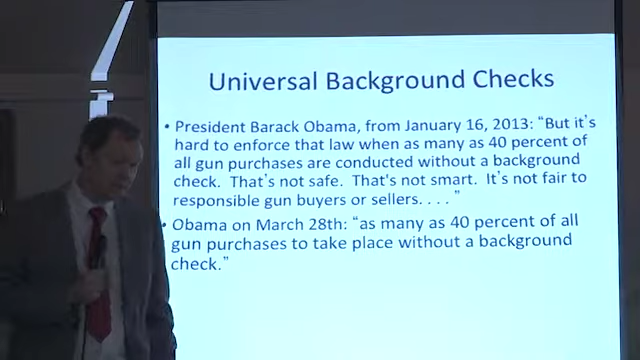 Universal Background Checks
• President Barack Obama, from January 16, 2013: “But it’s
hard to enforce that law when as many as 40 percent of
all gun purchases are conducted without a background
check.  That’s not safe.  That's not smart.  It’s not fair to
responsible gun buyers or sellers. . . . ”
• Obama on March 28th: “as many as 40 percent of all
gun purchases to take place without a background
check.”